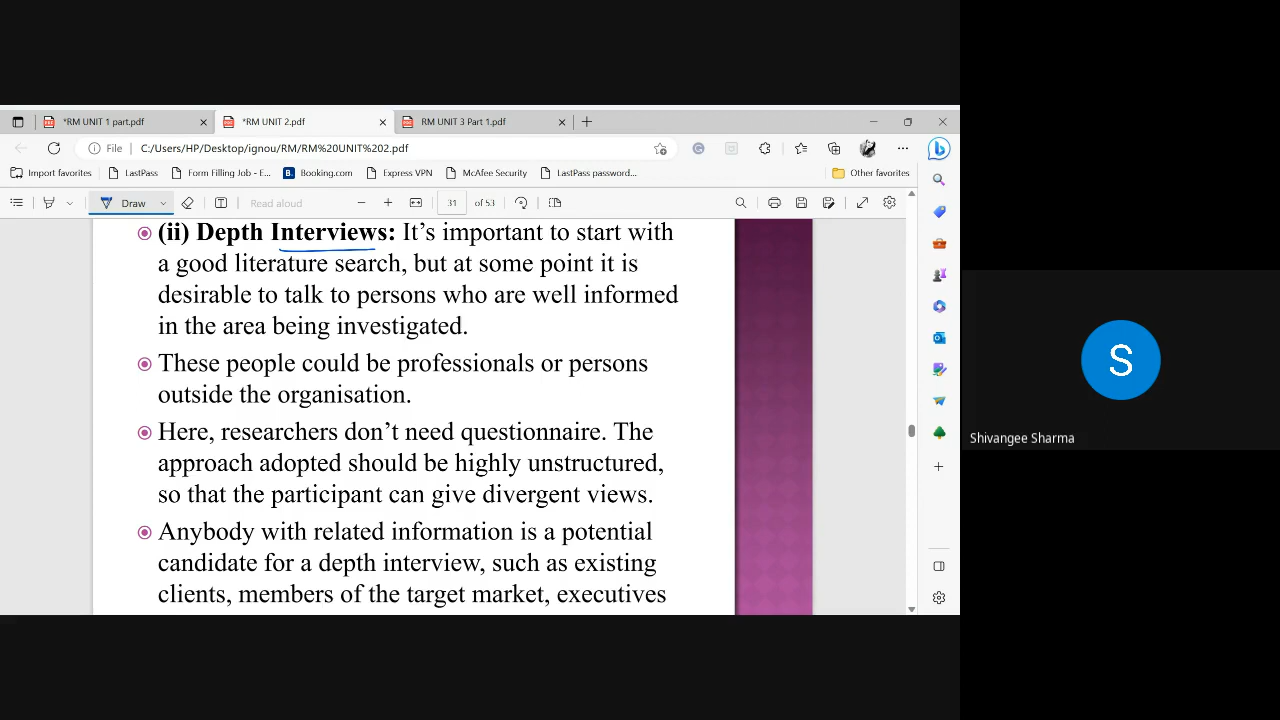 *RM UNIT 1 part.pdf
*RM UNIT 2.pdf
RM UNIT 3 Part 1.pdf
File
C:/Users/HP/Desktop/ignou/RM/RM%20UNIT%202.pdf
Import favorites
LastPass
Form Filling Job - E...
Booking.com
Express VPN
McAfee Security
LastPass password...
Other favorites
Draw
Read aloud
31 of 53
(ii) Depth Interviews: It’s important to start with
a good literature search, but at some point it is
desirable to talk to persons who are well informed
in the area being investigated.
These people could be professionals or persons
outside the organisation.
Here, researchers don’t need questionnaire. The
approach adopted should be highly unstructured,
so that the participant can give divergent views.
Anybody with related information is a potential
candidate for a depth interview, such as existing
clients, members of the target market, executives
S
Shivangee Sharma